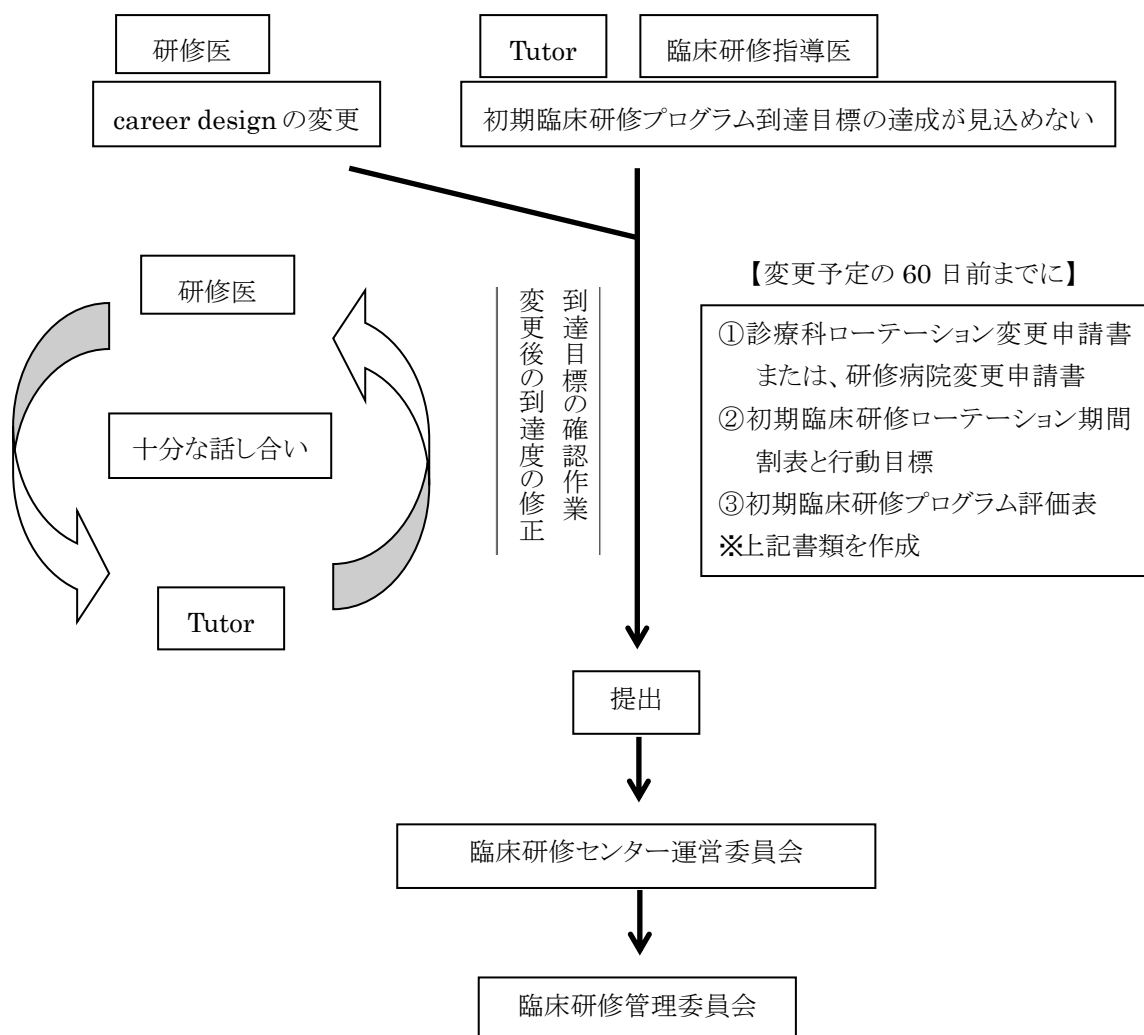 研修医
Tutor
臨床研修指導医
career design の変更
初期臨床研修プログラム到達目標の達成が見込めない
研修医
十分な話し合い
Tutor
到達目標の確認作業
変更後の到達度の修正
【変更予定の 60 日前までに】
①診療科ローテーション変更申請書
または、研修病院変更申請書
②初期臨床研修ローテーション期間
割表と行動目標
③初期臨床研修プログラム評価表
※上記書類を作成
提出
臨床研修センター運営委員会
臨床研修管理委員会